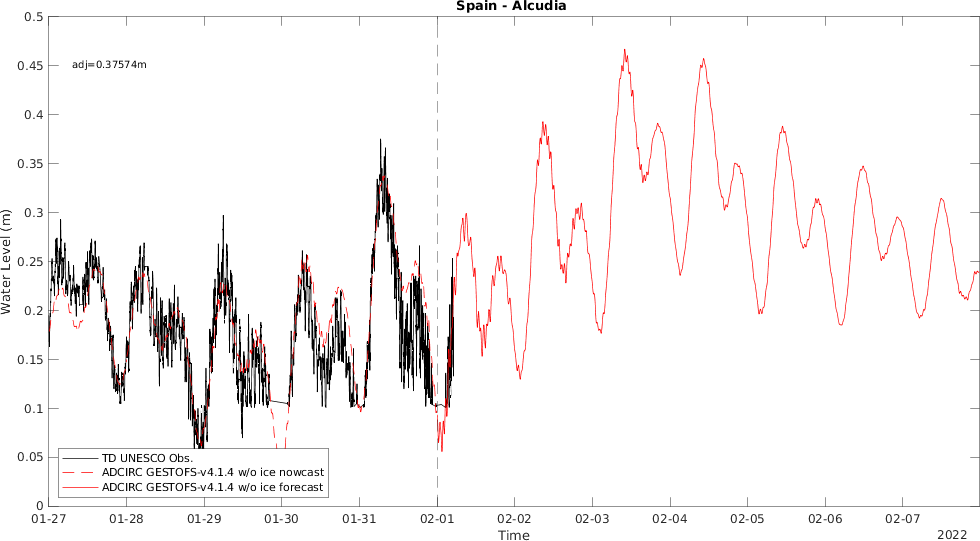 Spain - Alcudia
0.5
0.45
0.4
0.35
0.3
0.25
0.2
0.15
0.1
0.05
0
Water Level (m)
adj=0.37574m
TD UNESCO Obs.
ADCIRC GESTOFS-v4.1.4 w/o ice nowcast
ADCIRC GESTOFS-v4.1.4 w/o ice forecast
01-27 01-28 01-29 01-30 01-31 02-01 02-02 02-03 02-04 02-05 02-06 02-07
Time
2022